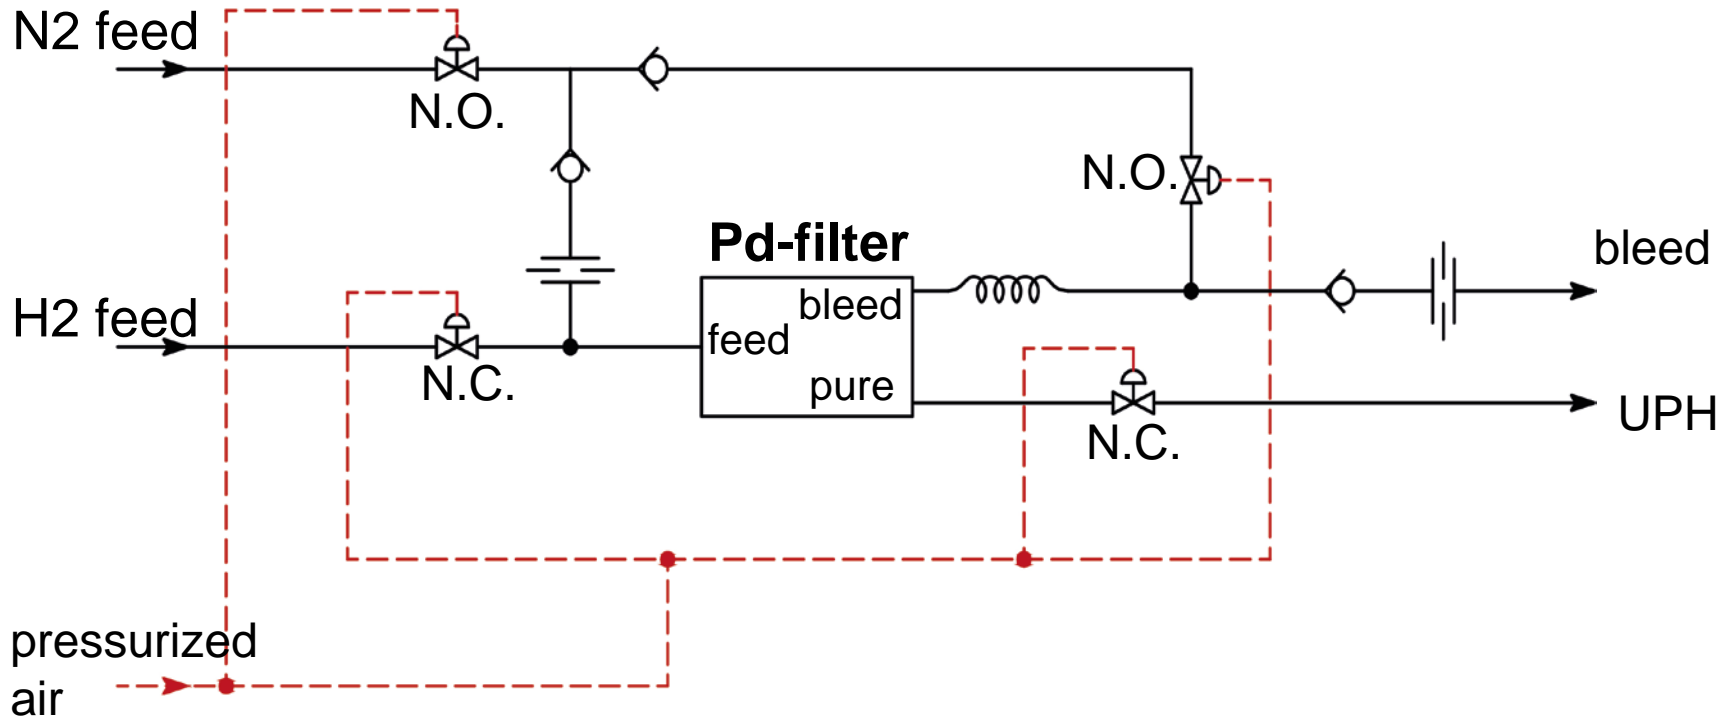 N2 feed
N.O.
N.O.
Pd-filter
bleed
bleed
H2 feed
feed
N.C.
pure
UPH
N.C.
pressurized
air